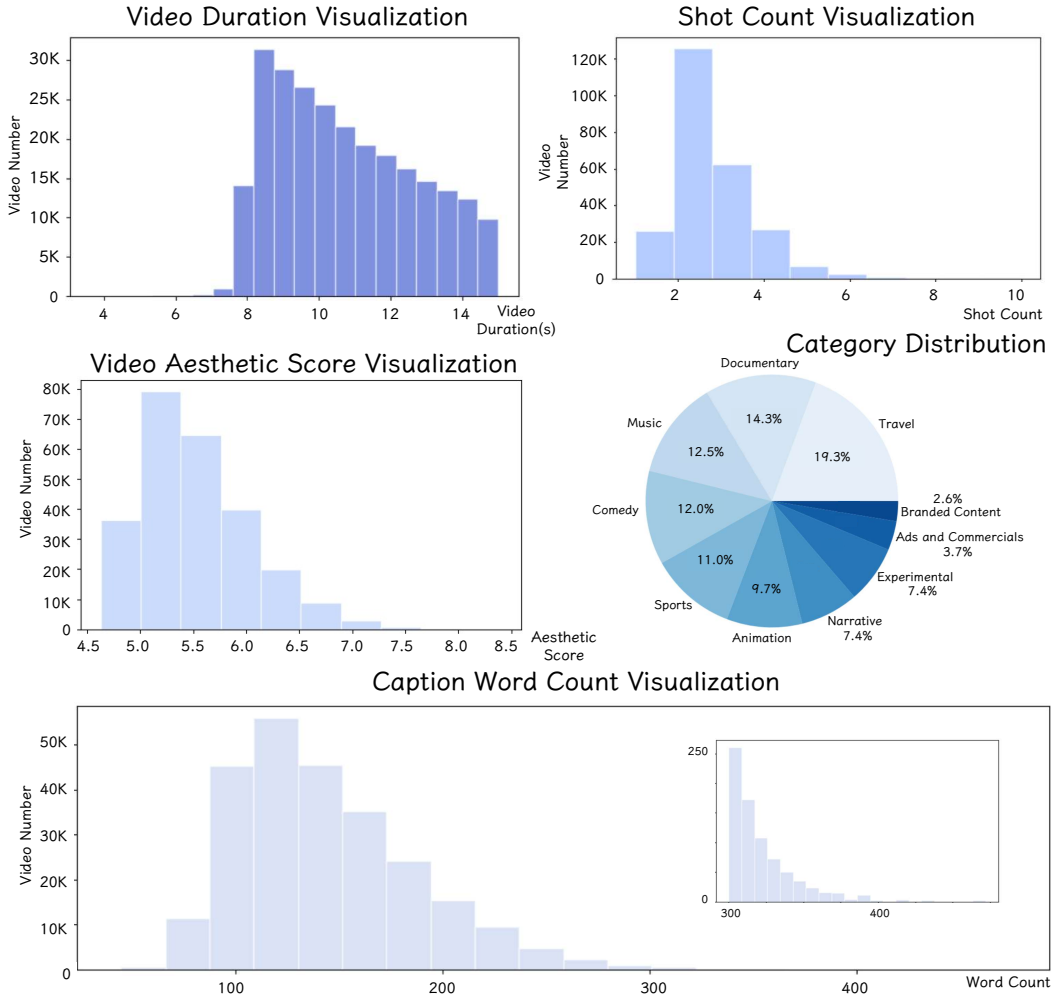 Video Duration Visualization
Video Number
30K
25K
20K
15K
10K
5K
0
4 6 8 10 12 14
Video
Duration(s)
Shot Count Visualization
Video
Number
120K
100K
80K
60K
40K
20K
0
2 4 6 8 10
Shot Count
Video Aesthetic Score Visualization
Video Number
80K
70K
60K
50K
40K
30K
20K
10K
0
4.5 5.0 5.5 6.0 6.5 7.0 7.5 8.0 8.5
Aesthetic
Score
Category Distribution
Documentary
14.3%
Travel
19.3%
Music
12.5%
Comedy
12.0%
Sports
11.0%
Animation
9.7%
Narrative
7.4%
Experimental
7.4%
Ads and Commercials
3.7%
2.6%
Branded Content
Caption Word Count Visualization
Video Number
50K
40K
30K
20K
10K
0
100 200 300 400
Word Count
250
0
300 400